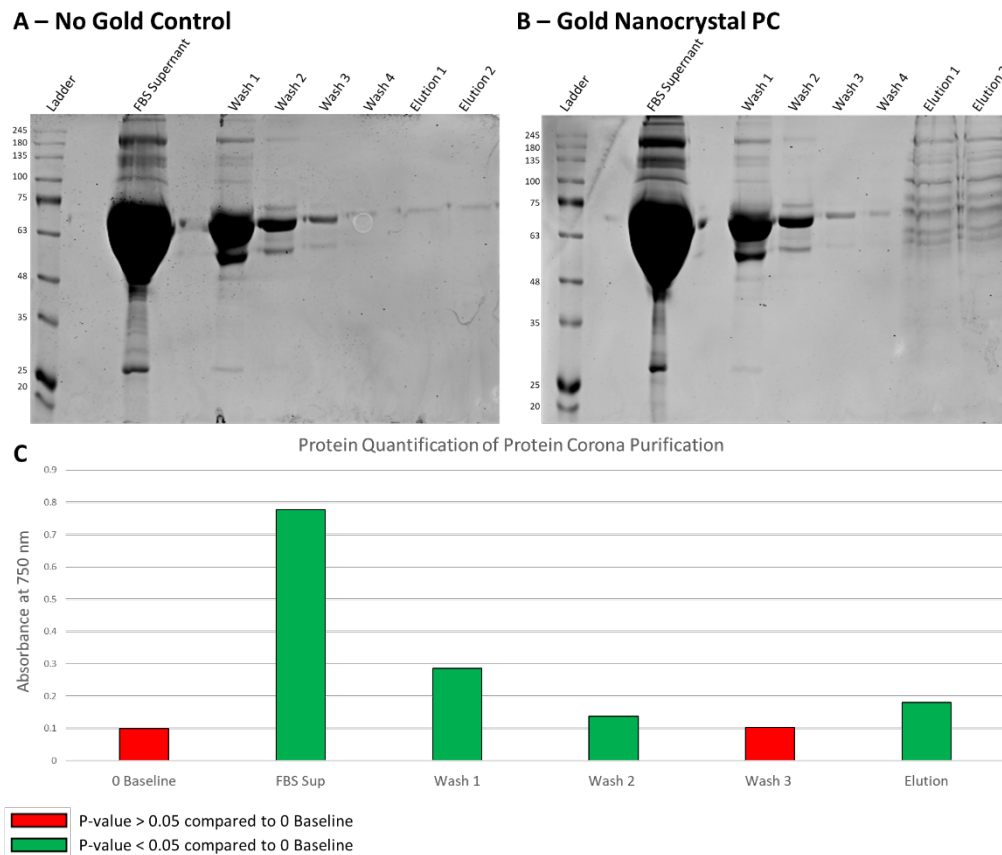 A – No Gold Control
Ladder
FBS Supernant
Wash 1
Wash 2
Wash 3
Wash 4
Elution 1
Elution 2
245
180
135
100
75
63
48
35
25
20
B – Gold Nanocrystal PC
Ladder
FBS Supernant
Wash 1
Wash 2
Wash 3
Wash 4
Elution 1
Elution 2
245
180
135
100
75
63
48
35
25
20
C
Protein Quantification of Protein Corona Purification
Absorbance at 750 nm
0.9
0.8
0.7
0.6
0.5
0.4
0.3
0.2
0.1
0
0 Baseline
FBS Sup
Wash 1
Wash 2
Wash 3
Elution
P-value > 0.05 compared to 0 Baseline
P-value < 0.05 compared to 0 Baseline